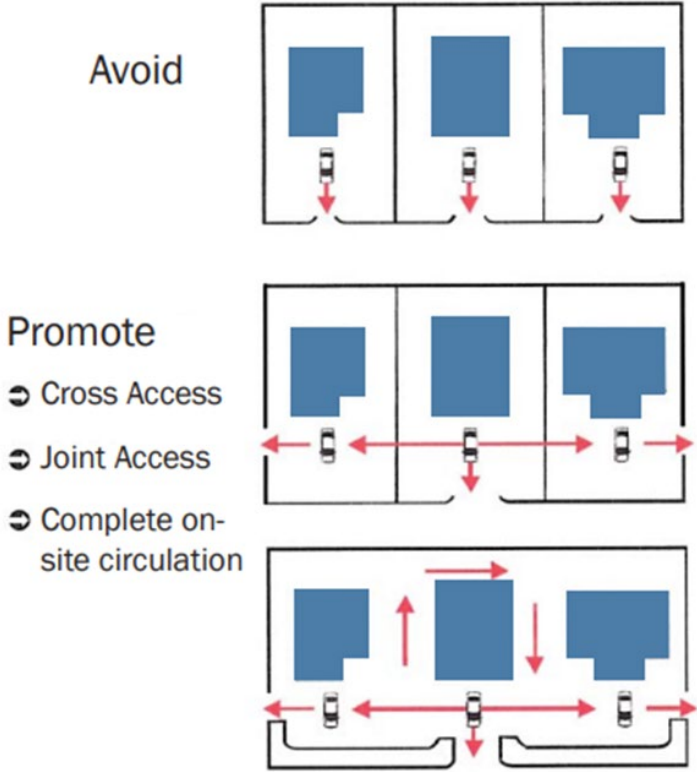 Avoid
Promote
➲ Cross Access
➲ Joint Access
➲ Complete on-
site circulation